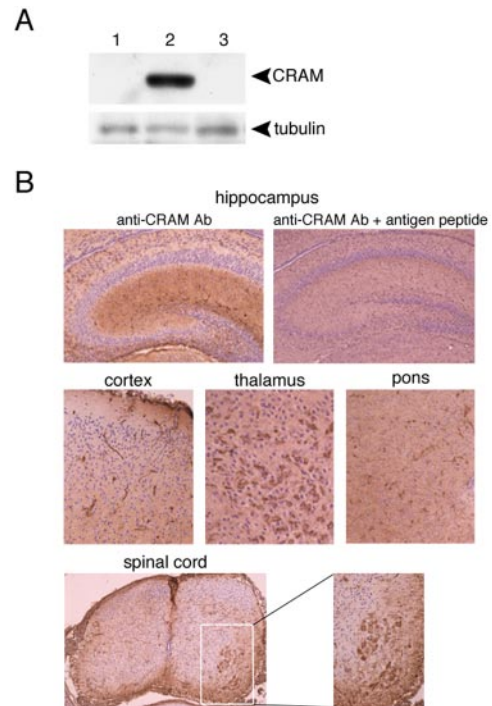 A
1 2 3
CRAM
tubulin
B
hippocampus
anti-CRAM Ab anti-CRAM Ab + antigen peptide
cortex thalamus pons
spinal cord